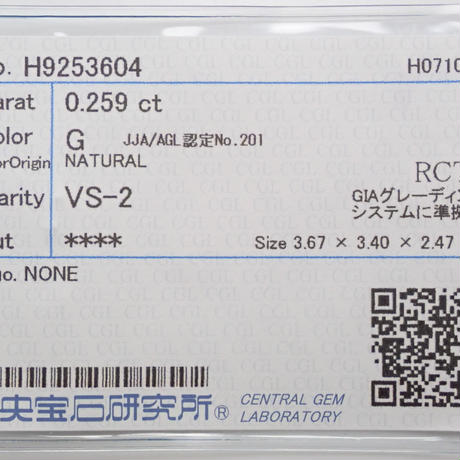 o. H9253604 H0710
arat 0.259 ct
olor G JJA/AGL認定No.201
orOrigin NATURAL
RCT
arity VS-2 GIAグレーディン
システムに準拠
ut **** Size 3.67 × 3.40 × 2.47
uo. NONE
央宝石研究所® CENTRAL GEM
LABORATORY